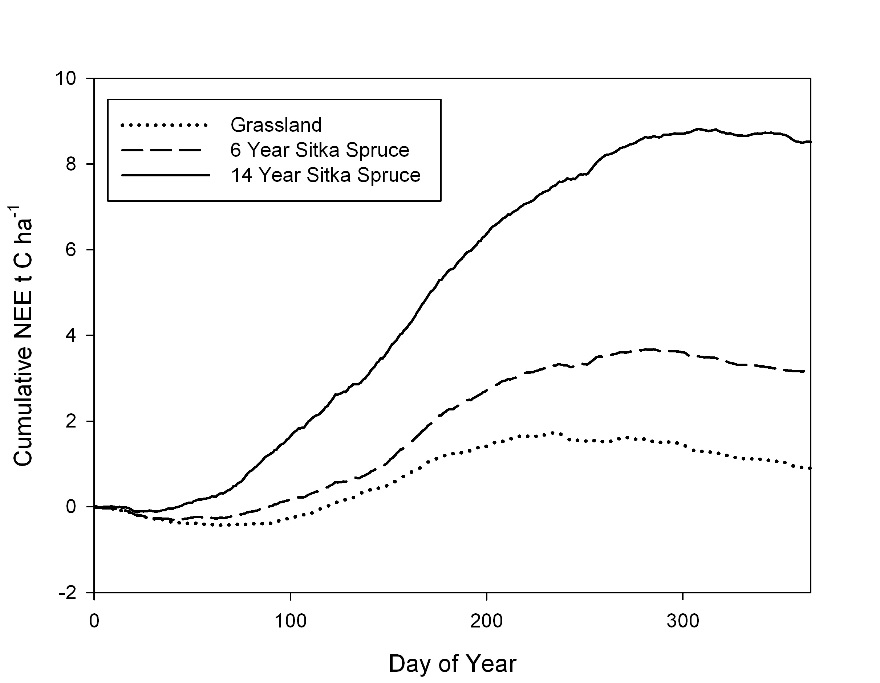 10
8
6
4
2
0
-2
Cumulative NEE t C ha-1
Grassland
6 Year Sitka Spruce
14 Year Sitka Spruce
0 100 200 300
Day of Year